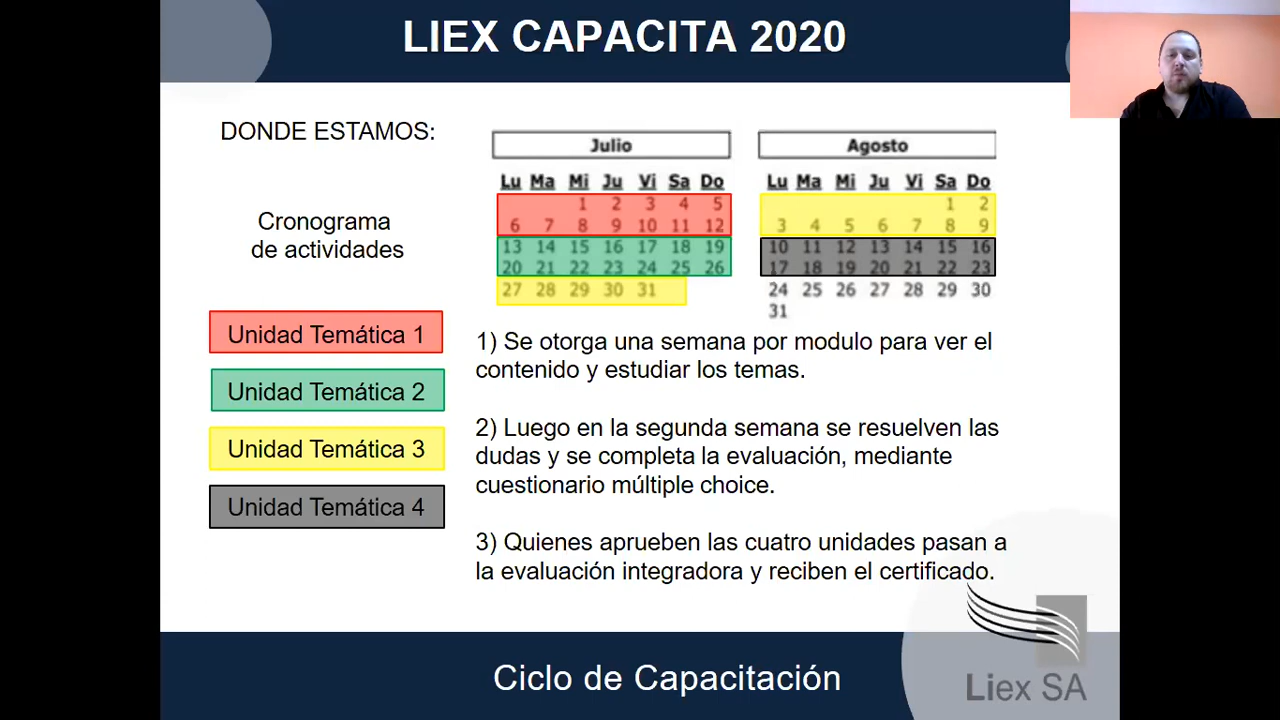 LIEX CAPACITA 2020
DONDE ESTAMOS:
Cronograma
de actividades
Unidad Temática 1
Unidad Temática 2
Unidad Temática 3
Unidad Temática 4
Julio
Lu Ma Mi Ju Vi Sa Do
1 2 3 4 5
6 7 8 9 10 11 12
13 14 15 16 17 18 19
20 21 22 23 24 25 26
27 28 29 30 31
Agosto
Lu Ma Mi Ju Vi Sa Do
1 2
3 4 5 6 7 8 9
10 11 12 13 14 15 16
17 18 19 20 21 22 23
24 25 26 27 28 29 30
31
1) Se otorga una semana por modulo para ver el
contenido y estudiar los temas.
2) Luego en la segunda semana se resuelven las
dudas y se completa la evaluación, mediante
cuestionario múltiple choice.
3) Quienes aprueben las cuatro unidades pasan a
la evaluación integradora y reciben el certificado.
Ciclo de Capacitación
Liex SA